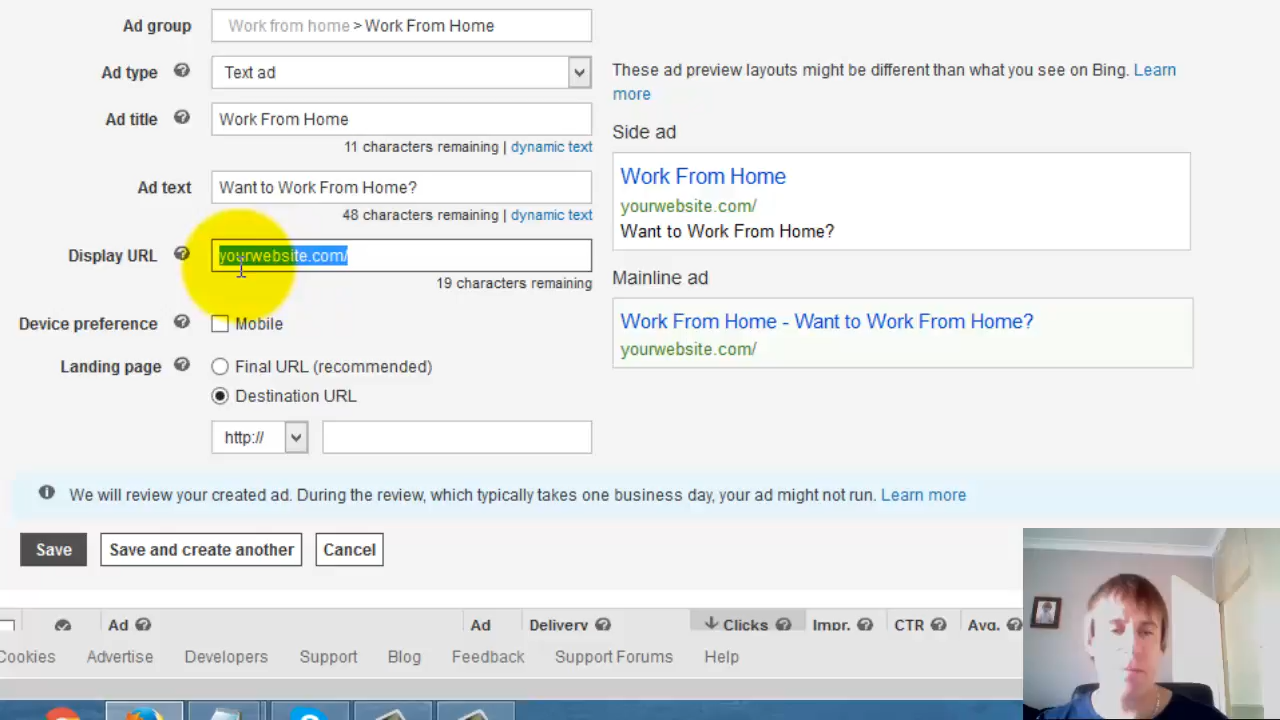 Ad group Work from home > Work From Home
Ad type Text ad
Ad title Work From Home
11 characters remaining | dynamic text
Ad text Want to Work From Home?
48 characters remaining | dynamic text
Display URL yourwebsite.com/
19 characters remaining
Device preference Mobile
Landing page Final URL (recommended)
Destination URL
http://
These ad preview layouts might be different than what you see on Bing. Learn
more
Side ad
Work From Home
yourwebsite.com/
Want to Work From Home?
Mainline ad
Work From Home - Want to Work From Home?
yourwebsite.com/
We will review your created ad. During the review, which typically takes one business day, your ad might not run. Learn more
Save Save and create another Cancel
Ad Ad Delivery Clicks Impr. CTR Avg.
Cookies Advertise Developers Support Blog Feedback Support Forums Help